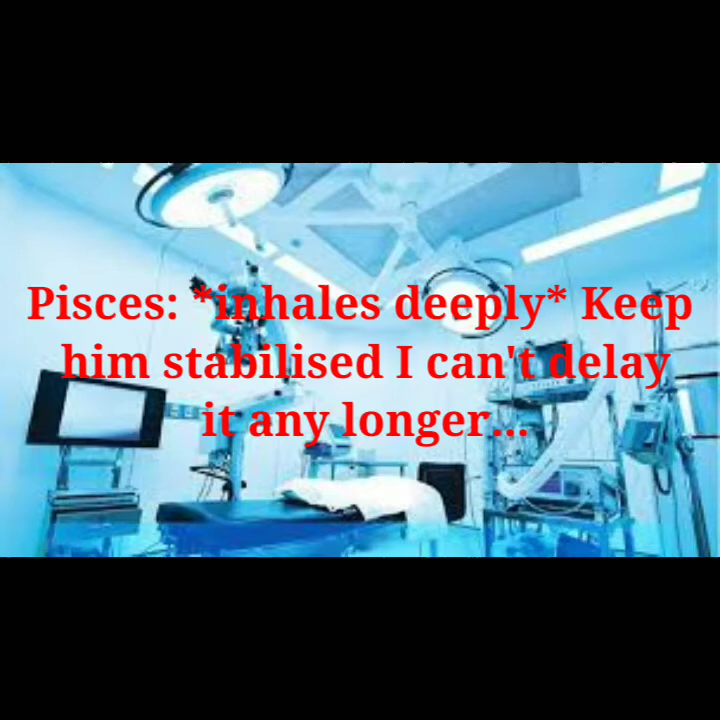 Pisces: *inhales deeply* Keep
him stabilised I can't delay
it any longer...